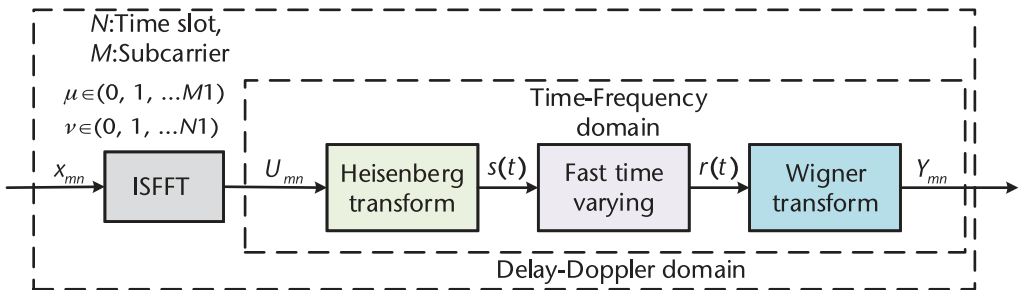 N:Time slot,
M:Subcarrier
μ∈(0, 1, ...M1)
ν∈(0, 1, ...N1)
Time-Frequency
domain
x_mn
ISFFT
U_mn
Heisenberg
transform
s(t)
Fast time
varying
r(t)
Wigner
transform
Y_mn
Delay-Doppler domain